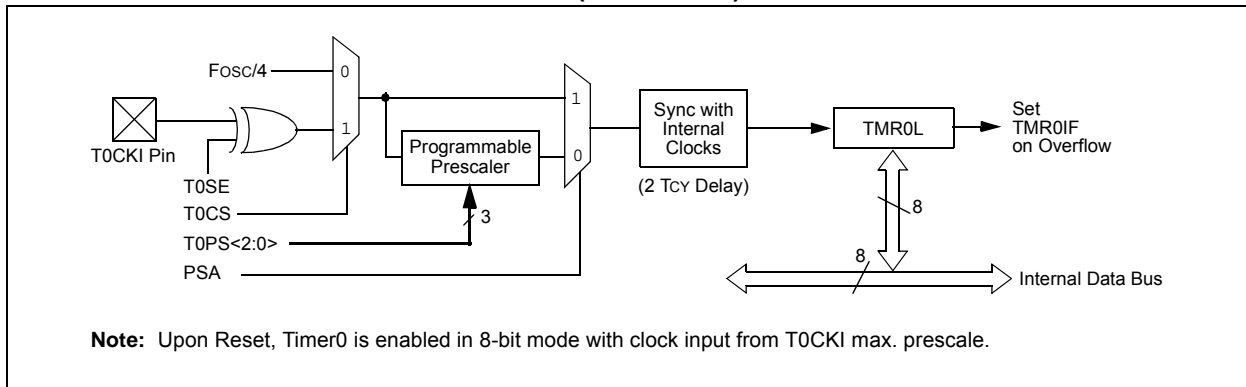 Fosc/4
0
1
1
0
T0CKI Pin
T0SE
T0CS
T0PS<2:0>
PSA
Programmable
Prescaler
3
Sync with
Internal
Clocks
(2 TCY Delay)
TMR0L
Set
TMR0IF
on Overflow
8
8
Internal Data Bus
Note: Upon Reset, Timer0 is enabled in 8-bit mode with clock input from T0CKI max. prescale.